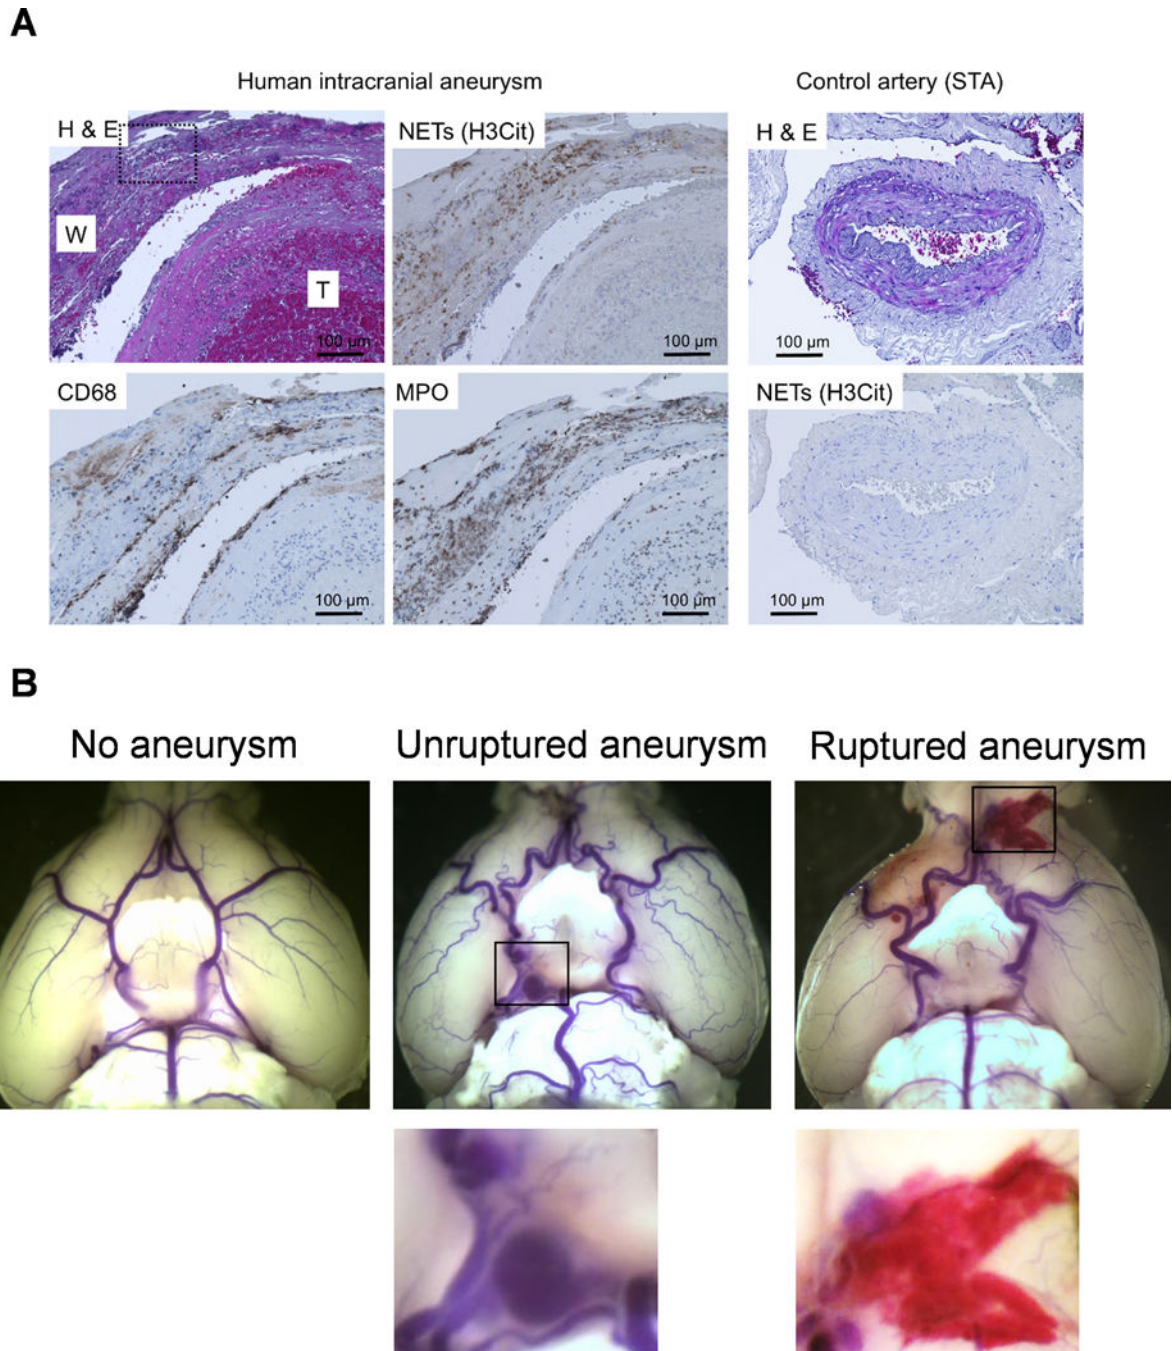 A
Human intracranial aneurysm
Control artery (STA)
H & E
NETs (H3Cit)
H & E
W
T
100 µm
100 µm
100 µm
CD68
MPO
NETs (H3Cit)
100 µm
100 µm
100 µm
B
No aneurysm
Unruptured aneurysm
Ruptured aneurysm